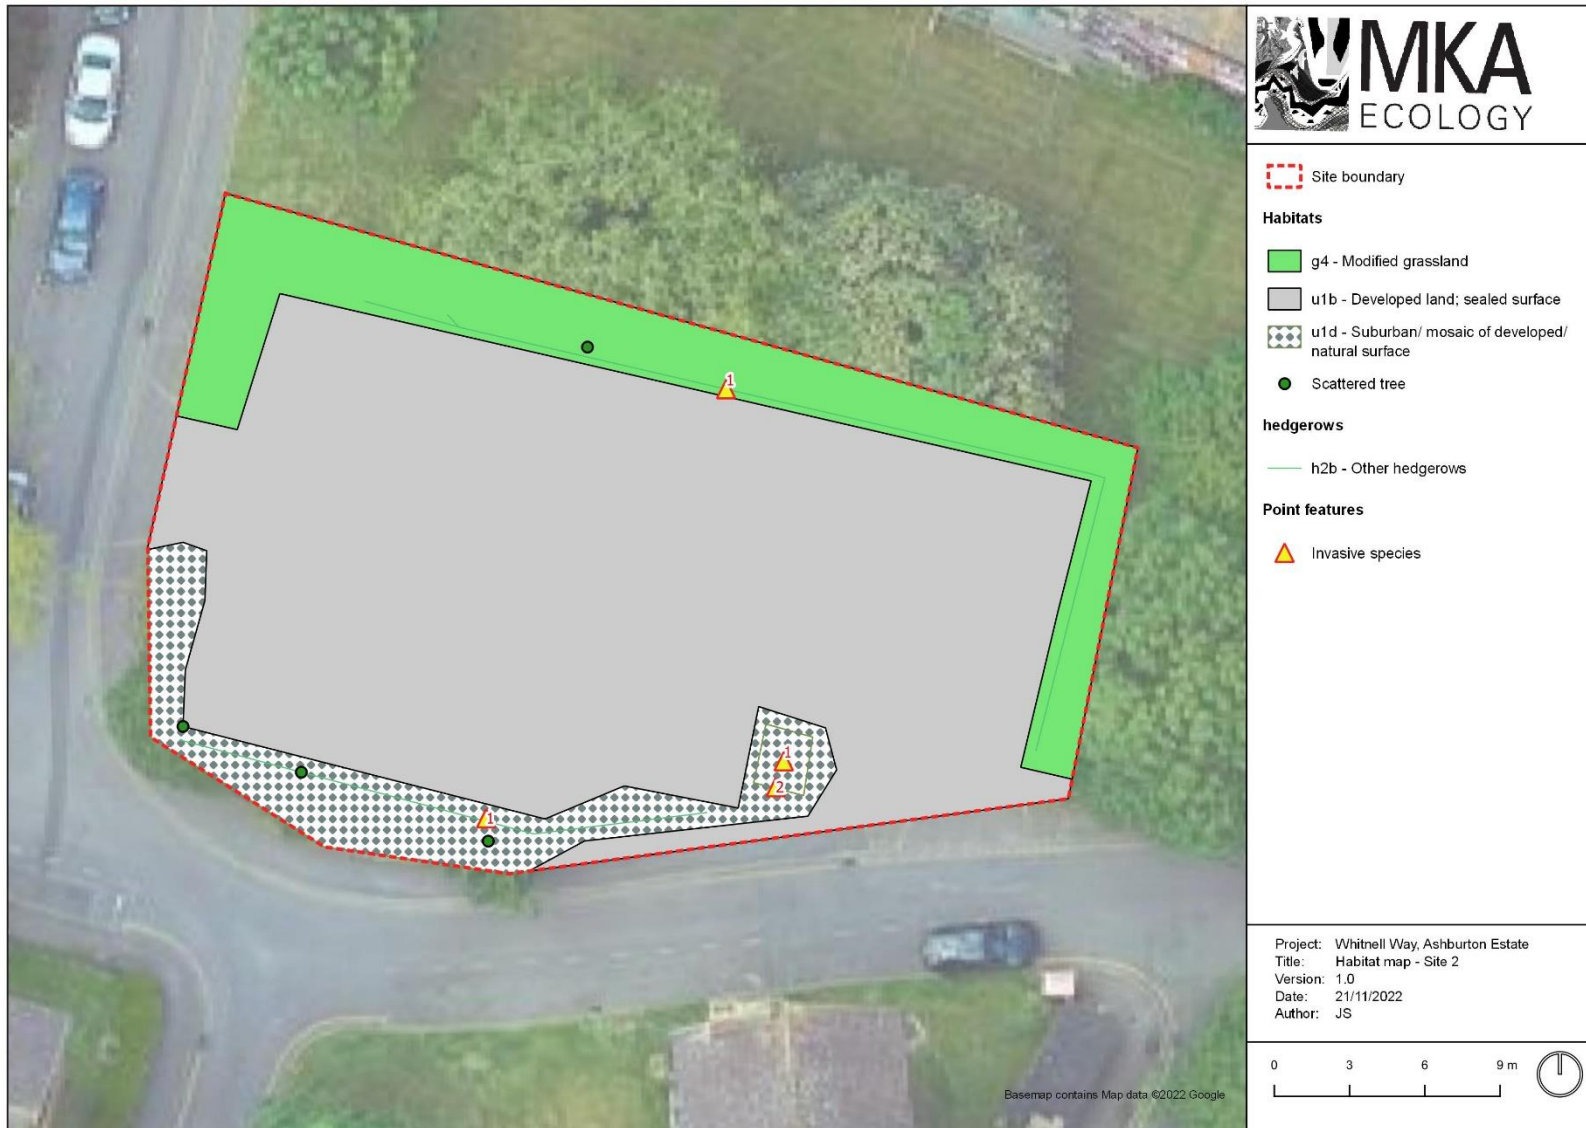 MKA
ECOLOGY
Site boundary
Habitats
g4 - Modified grassland
u1b - Developed land; sealed surface
u1d - Suburban/ mosaic of developed/
natural surface
Scattered tree
hedgerows
h2b - Other hedgerows
Point features
Invasive species
1
1
2
1
Project: Whitnell Way, Ashburton Estate
Title: Habitat map - Site 2
Version: 1.0
Date: 21/11/2022
Author: JS
0 3 6 9 m
Basemap contains Map data ©2022 Google